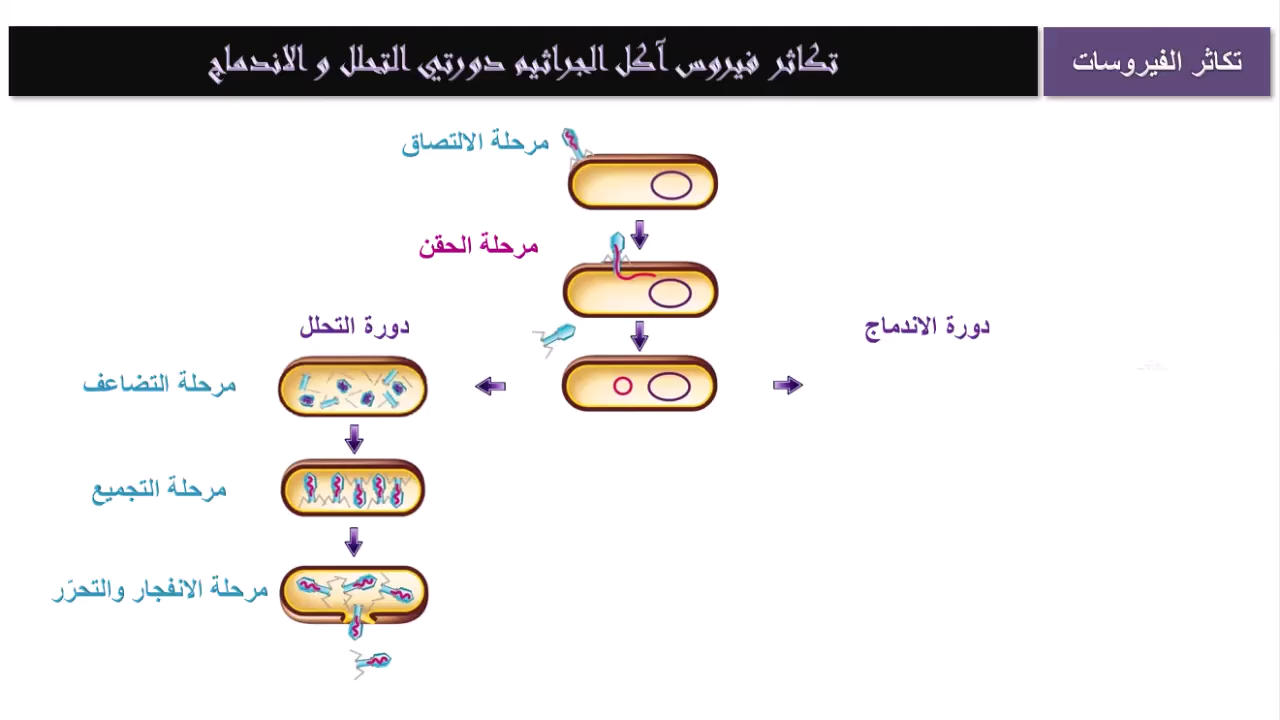 تكاثر الفيروسات
تكاثر فيروس آكل الجراثيم دورتي التحلل و الاندماج
مرحلة الالتصاق
مرحلة الحقن
دورة الاندماج
دورة التحلل
مرحلة التضاعف
مرحلة التجميع
مرحلة الانفجار والتحرّر